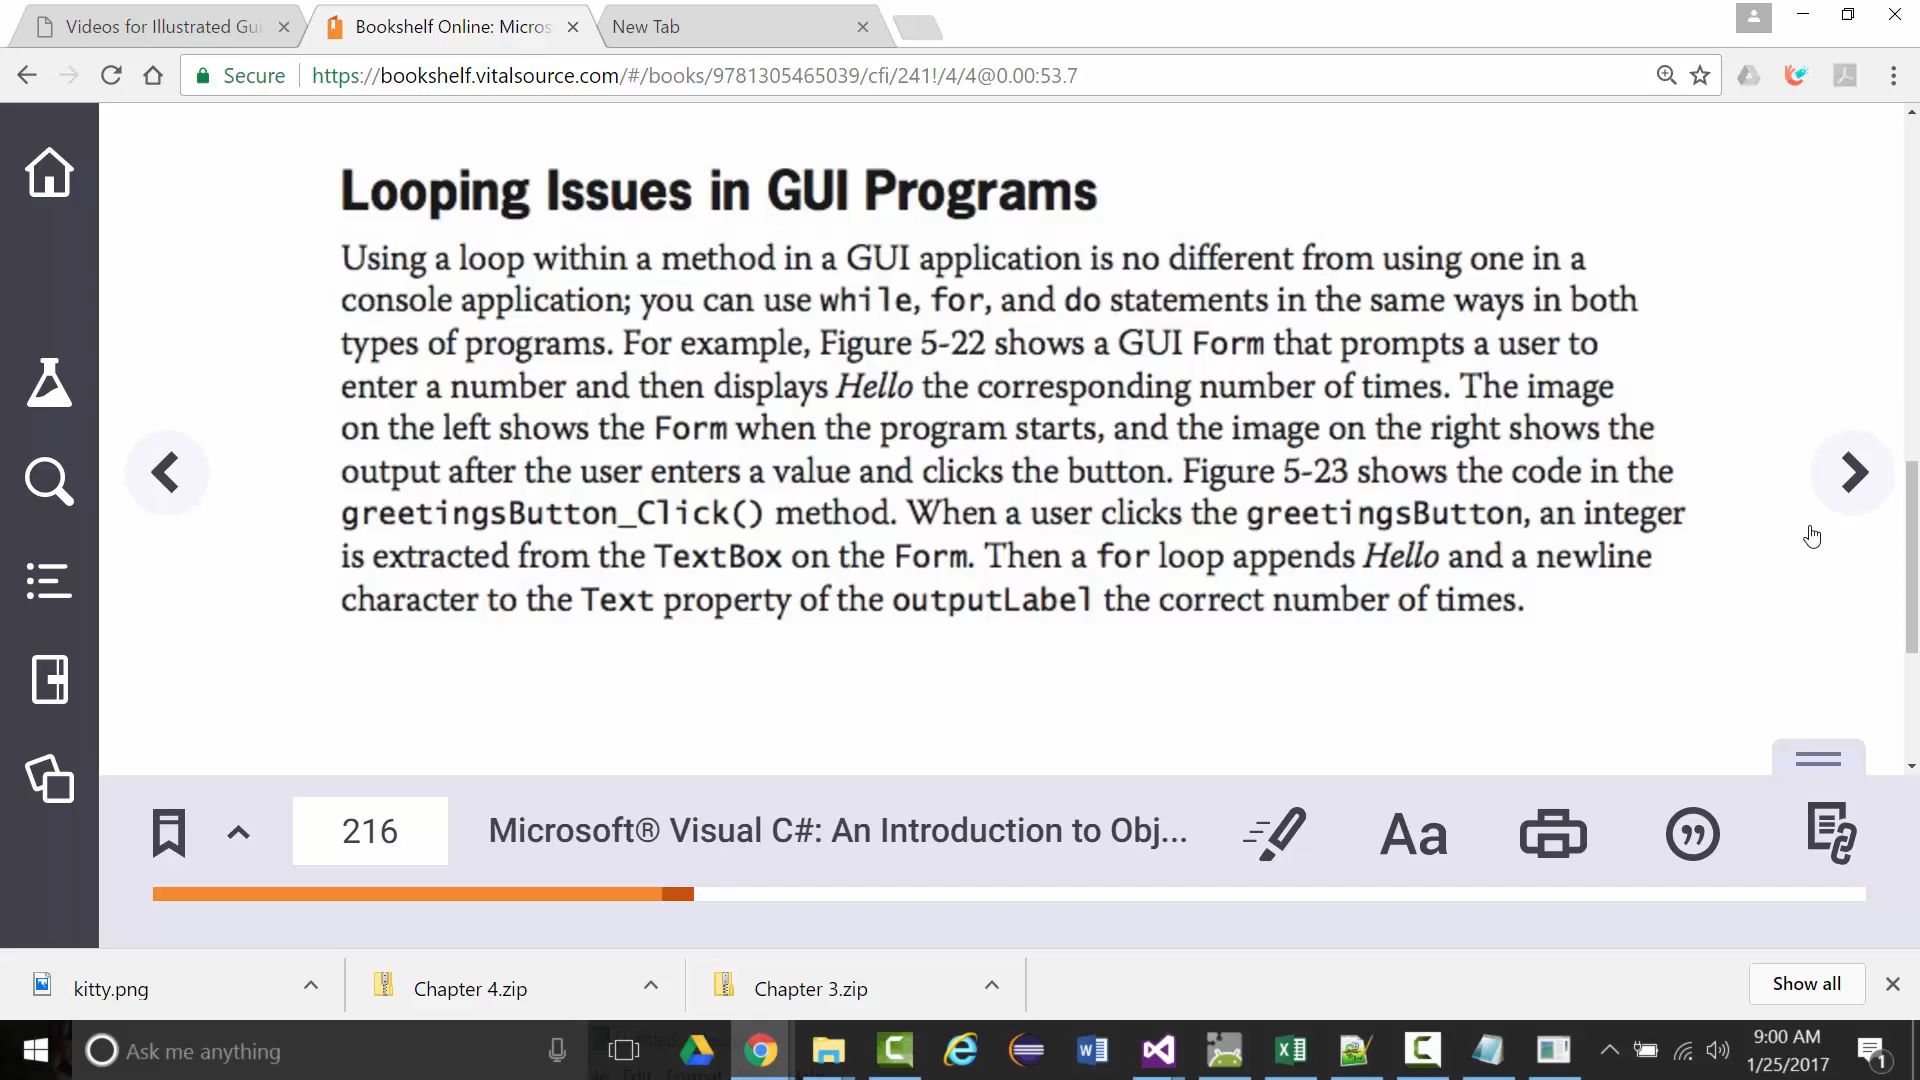 Videos for Illustrated Gui
Bookshelf Online: Micros
New Tab
Secure
https://bookshelf.vitalsource.com/#/books/9781305465039/cfi/241!/4/4@0.00:53.7
Looping Issues in GUI Programs
Using a loop within a method in a GUI application is no different from using one in a
console application; you can use while, for, and do statements in the same ways in both
types of programs. For example, Figure 5-22 shows a GUI Form that prompts a user to
enter a number and then displays Hello the corresponding number of times. The image
on the left shows the Form when the program starts, and the image on the right shows the
output after the user enters a value and clicks the button. Figure 5-23 shows the code in the
greetingsButton_Click() method. When a user clicks the greetingsButton, an integer
is extracted from the TextBox on the Form. Then a for loop appends Hello and a newline
character to the Text property of the outputLabel the correct number of times.
216
Microsoft® Visual C#: An Introduction to Obj...
Aa
kitty.png
Chapter 4.zip
Chapter 3.zip
Show all
Ask me anything
9:00 AM
1/25/2017
1